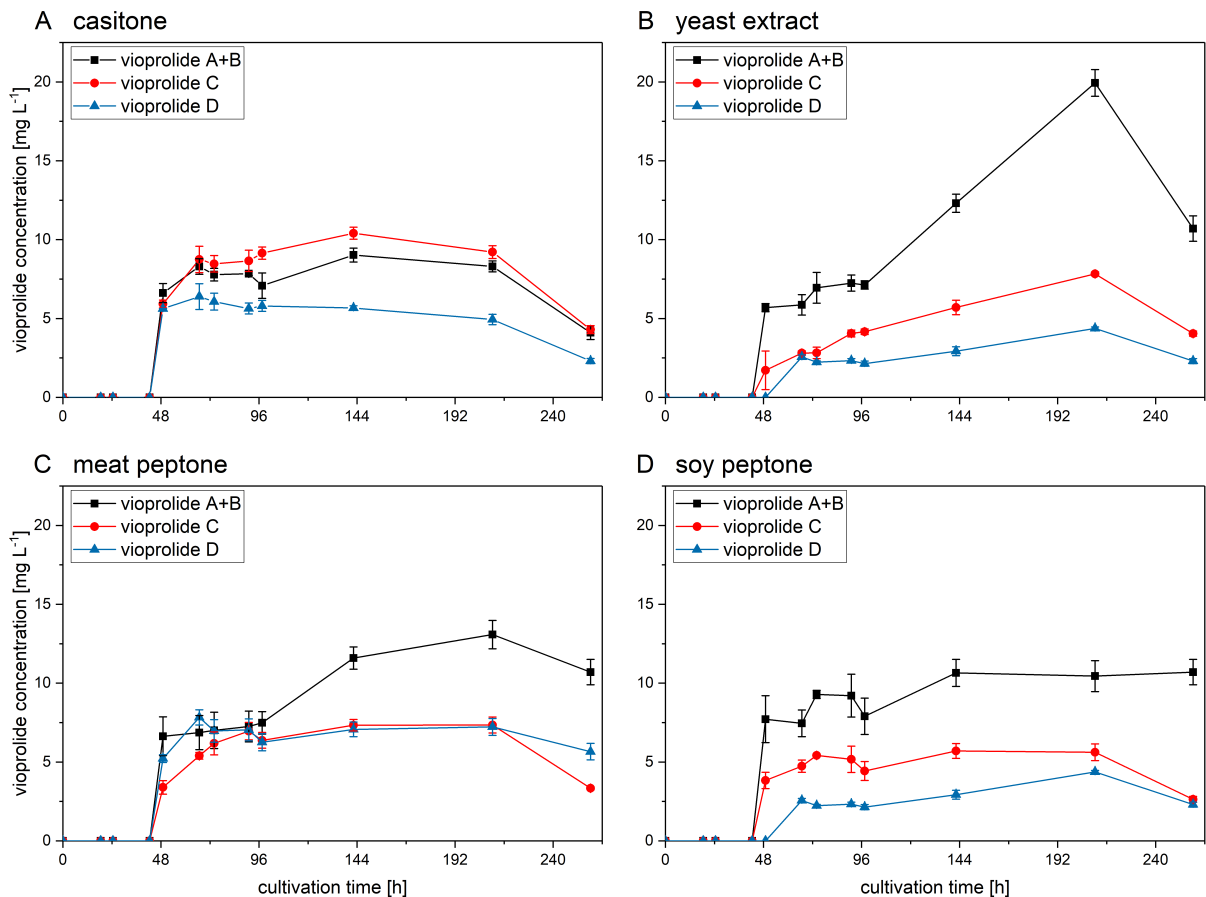 A casitone
vioprolide A+B
vioprolide C
vioprolide D
vioprolide concentration [mg L⁻¹]
20
15
10
5
0
0 48 96 144 192 240
B yeast extract
vioprolide A+B
vioprolide C
vioprolide D
20
15
10
5
0
0 48 96 144 192 240
C meat peptone
vioprolide A+B
vioprolide C
vioprolide D
vioprolide concentration [mg L⁻¹]
20
15
10
5
0
0 48 96 144 192 240
cultivation time [h]
D soy peptone
vioprolide A+B
vioprolide C
vioprolide D
20
15
10
5
0
0 48 96 144 192 240
cultivation time [h]